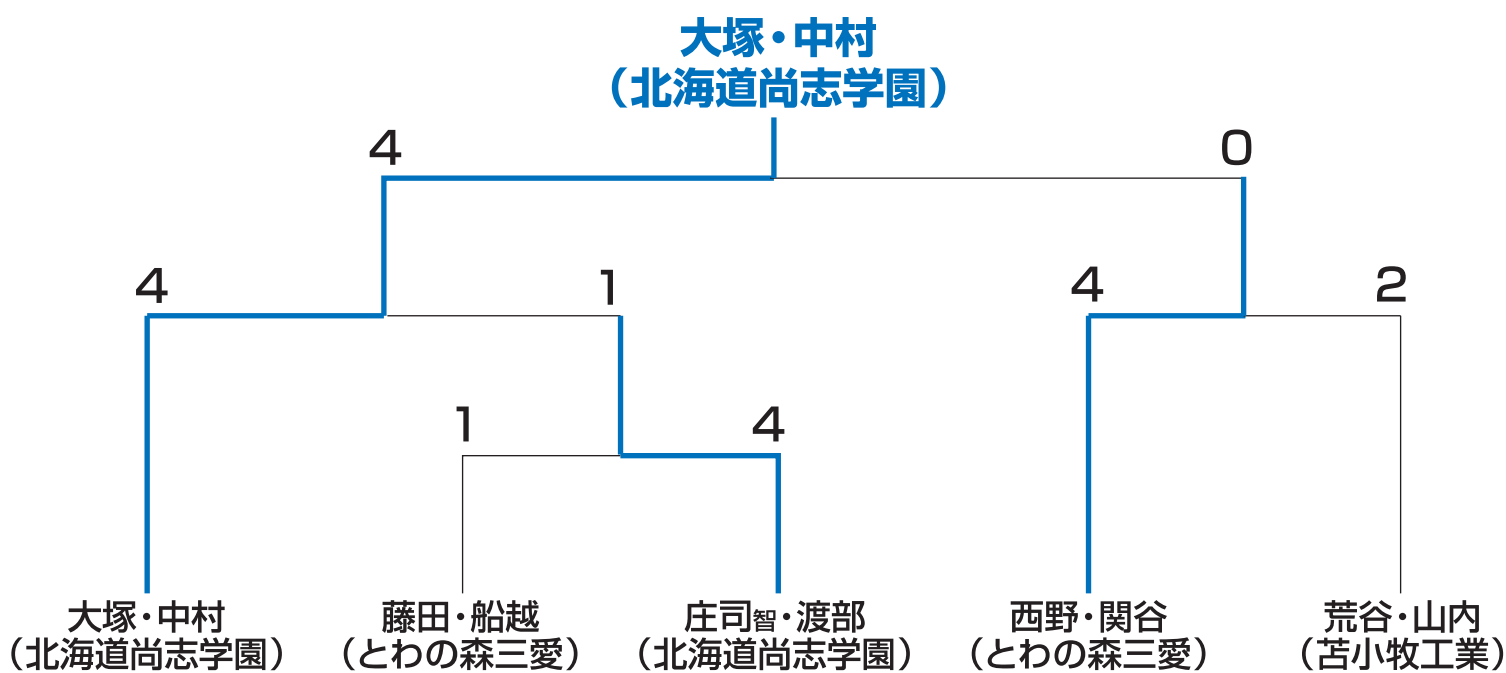 大塚・中村
（北海道尚志学園）
4
0
4
1
4
2
1
4
大塚・中村
（北海道尚志学園）
藤田・船越
（とわの森三愛）
庄司智・渡部
（北海道尚志学園）
西野・関谷
（とわの森三愛）
荒谷・山内
（苫小牧工業）